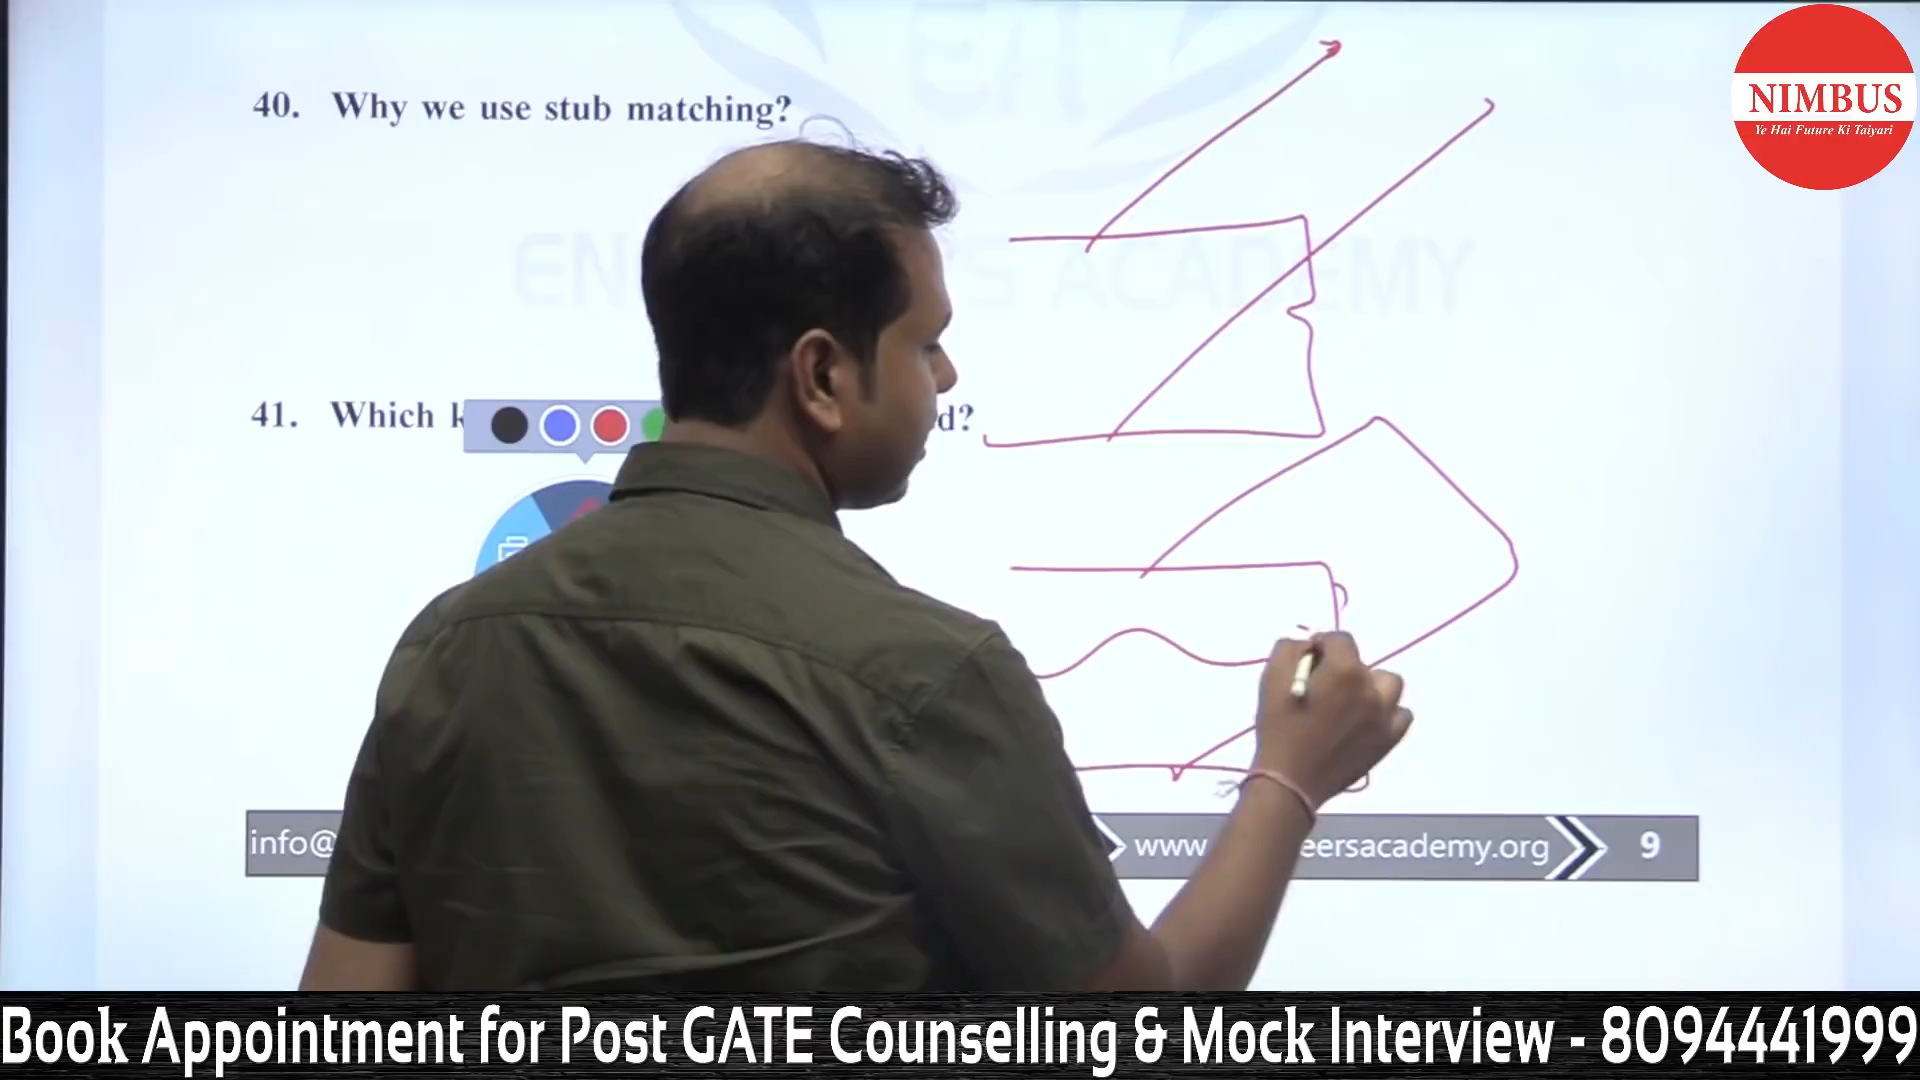 NIMBUS
Ye Hai Future Ki Taiyari
40. Why we use stub matching?
ACADEMY
41. Which
info@
www
eersacademy.org
9
Book Appointment for Post GATE Counselling & Mock Interview - 8094441999